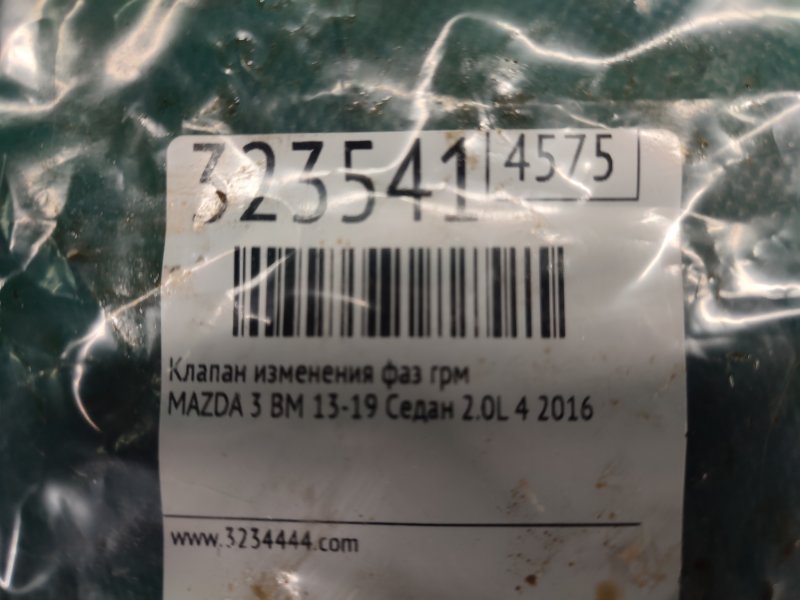 323541 4575
Клапан изменения фаз грм
MAZDA 3 BM 13-19 Седан 2.0L 4 2016
www.3234444.com